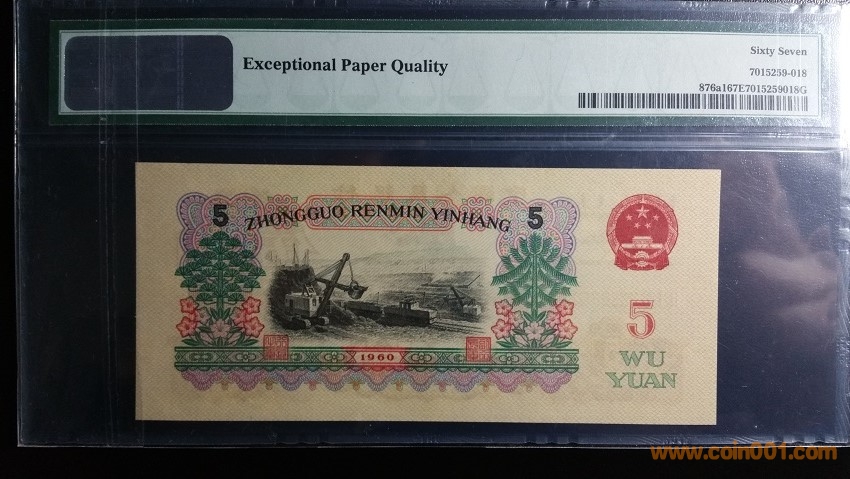 Exceptional Paper Quality
Sixty Seven
7015259-018
876a167E7015259018G
5
ZHONGGUO RENMIN YINHANG
5
1960
5
WU
YUAN
www.coin001.com